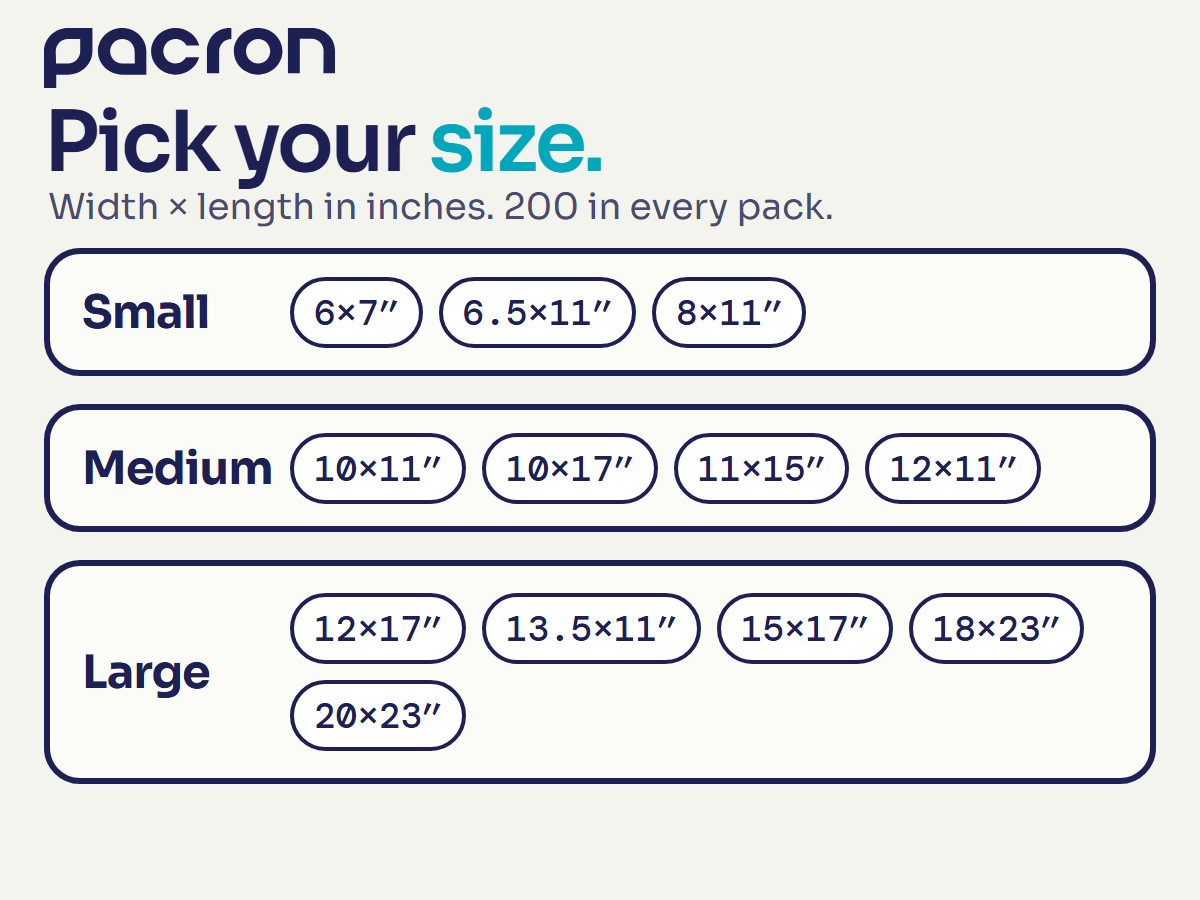 pacron
Pick your size.
Width × length in inches. 200 in every pack.
Small 6×7″ 6.5×11″ 8×11″
Medium 10×11″ 10×17″ 11×15″ 12×11″
Large 12×17″ 13.5×11″ 15×17″ 18×23″
20×23″